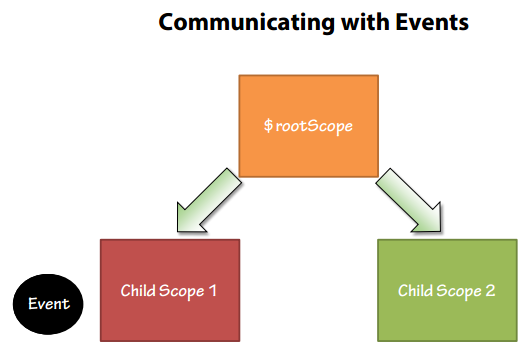 Communicating with Events
$rootScope
Child Scope 1
Child Scope 2
Event